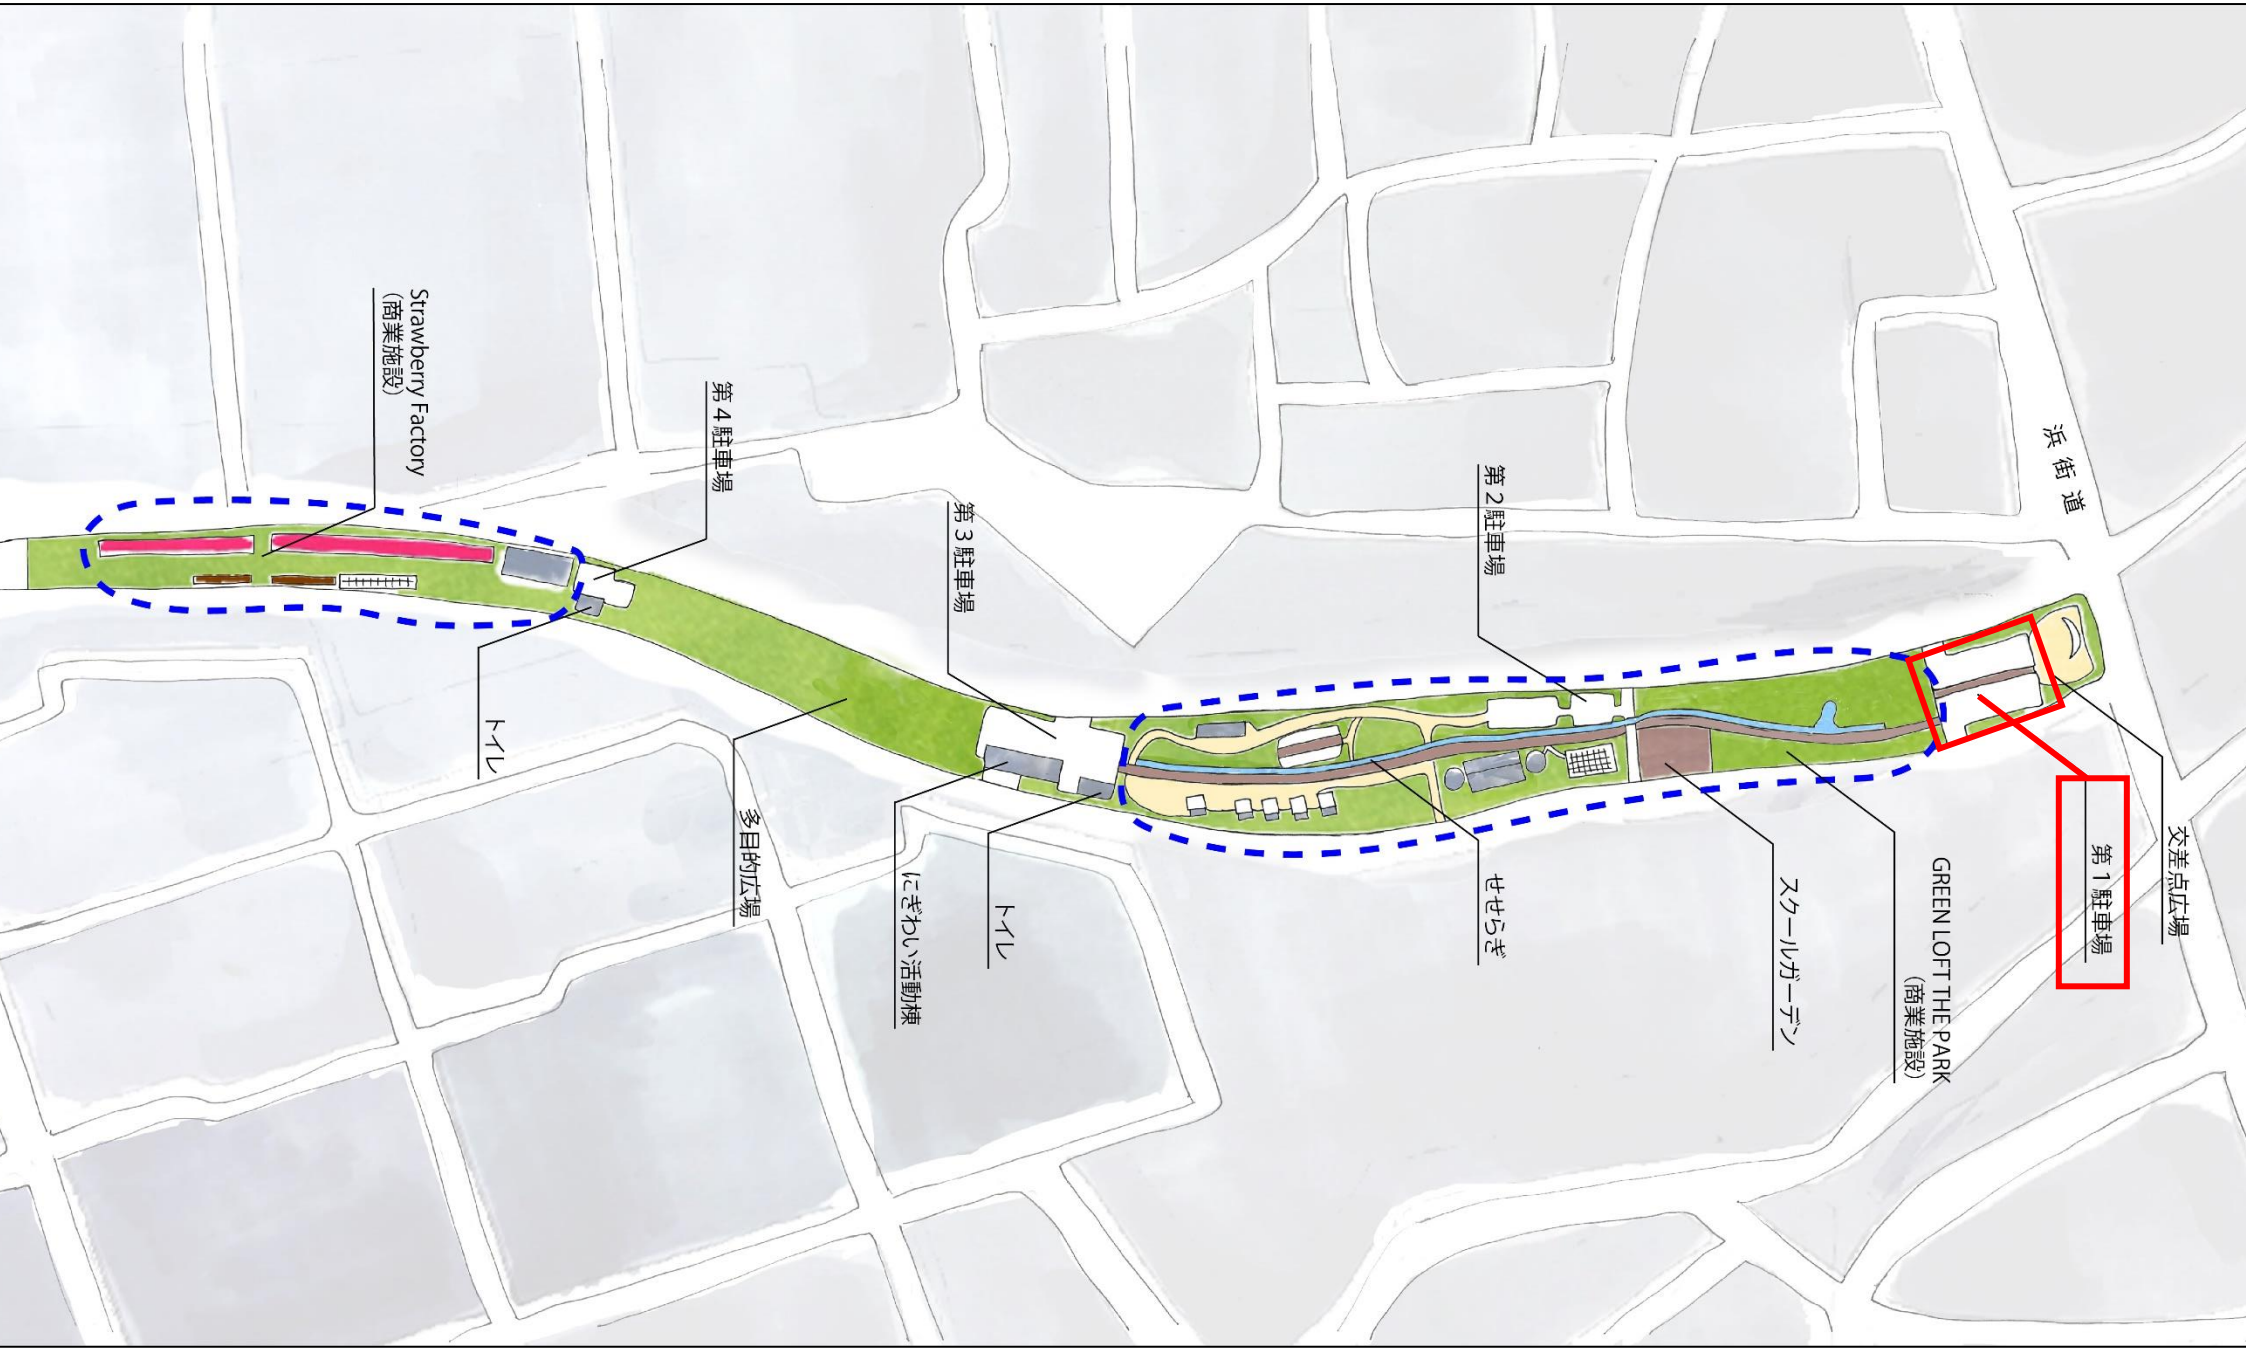 浜街道
交差点広場
第1駐車場
GREEN LOFT THE PARK
（商業施設）
スクールガーデン
第2駐車場
せせらぎ
トイレ
第3駐車場
にぎわい活動棟
多目的広場
第4駐車場
トイレ
Strawberry Factory
（商業施設）